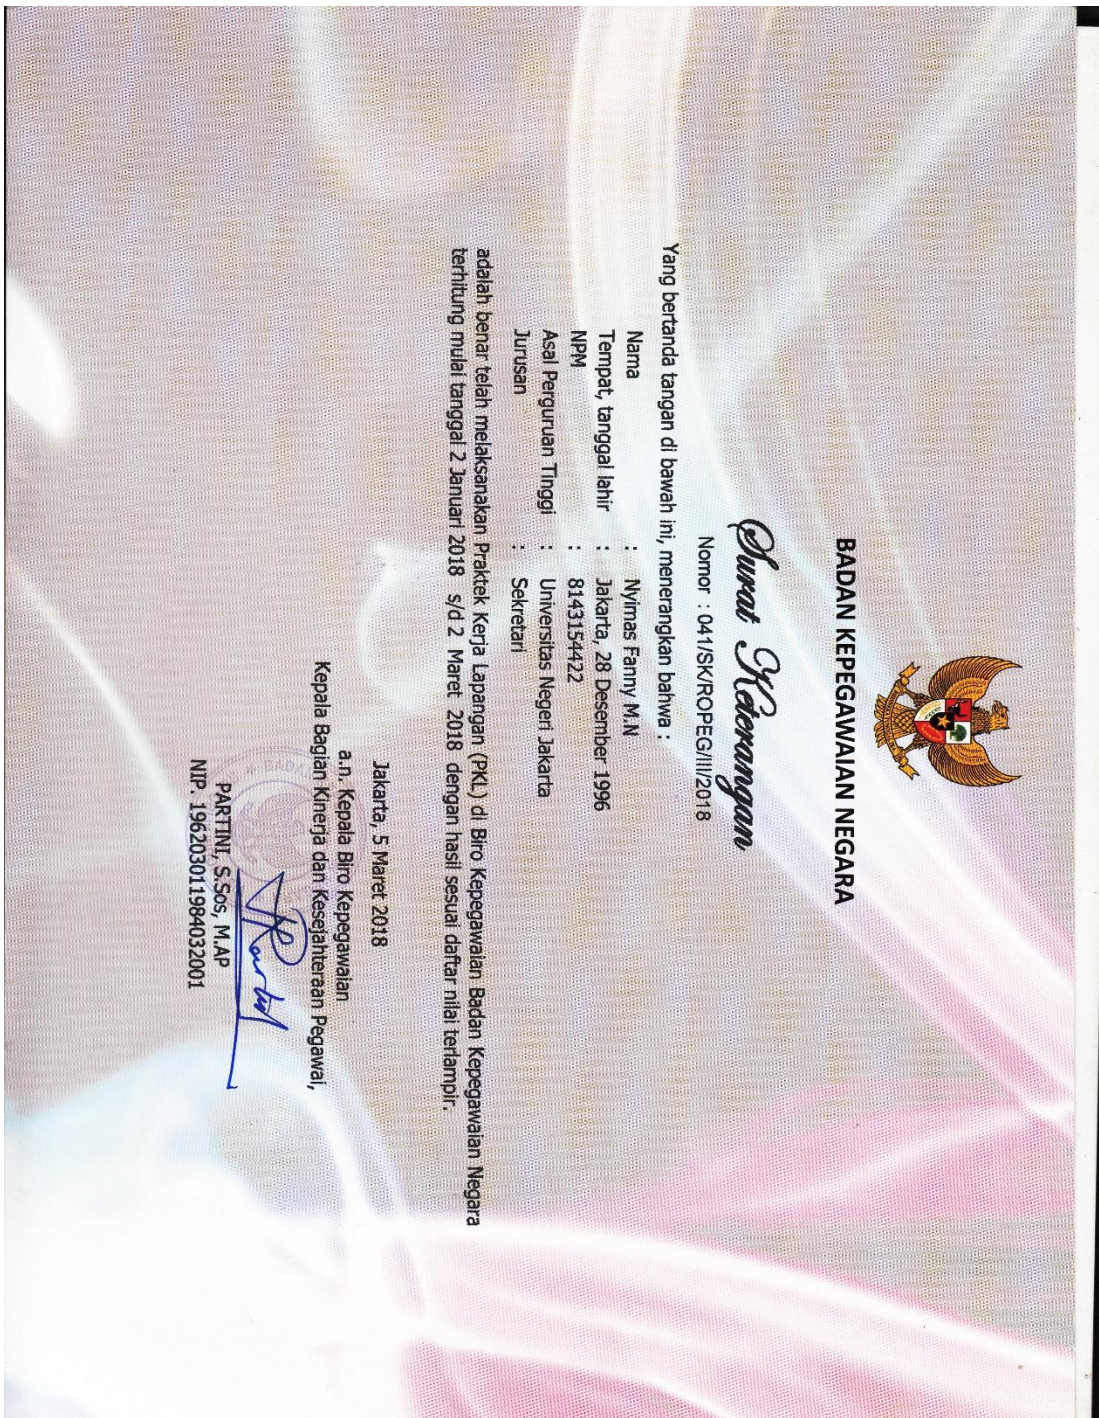 BADAN KEPEGAWAIAN NEGARA
Surat Keterangan
Nomor : 041/SK/ROPEG/III/2018
Yang bertanda tangan di bawah ini, menerangkan bahwa :
Nama : Nyimas Fanny M.N
Tempat, tanggal lahir : Jakarta, 28 Desember 1996
NPM : 8143154422
Asal Perguruan Tinggi : Universitas Negeri Jakarta
Jurusan : Sekretari
adalah benar telah melaksanakan Praktek Kerja Lapangan (PKL) di Biro Kepegawaian Badan Kepegawaian Negara
terhitung mulai tanggal 2 Januari 2018 s/d 2 Maret 2018 dengan hasil sesuai daftar nilai terlampir.
Jakarta, 5 Maret 2018
a.n. Kepala Biro Kepegawaian
Kepala Bagian Kinerja dan Kesejahteraan Pegawai,
PARTINI, S.Sos, M.AP
NIP. 196203011984032001